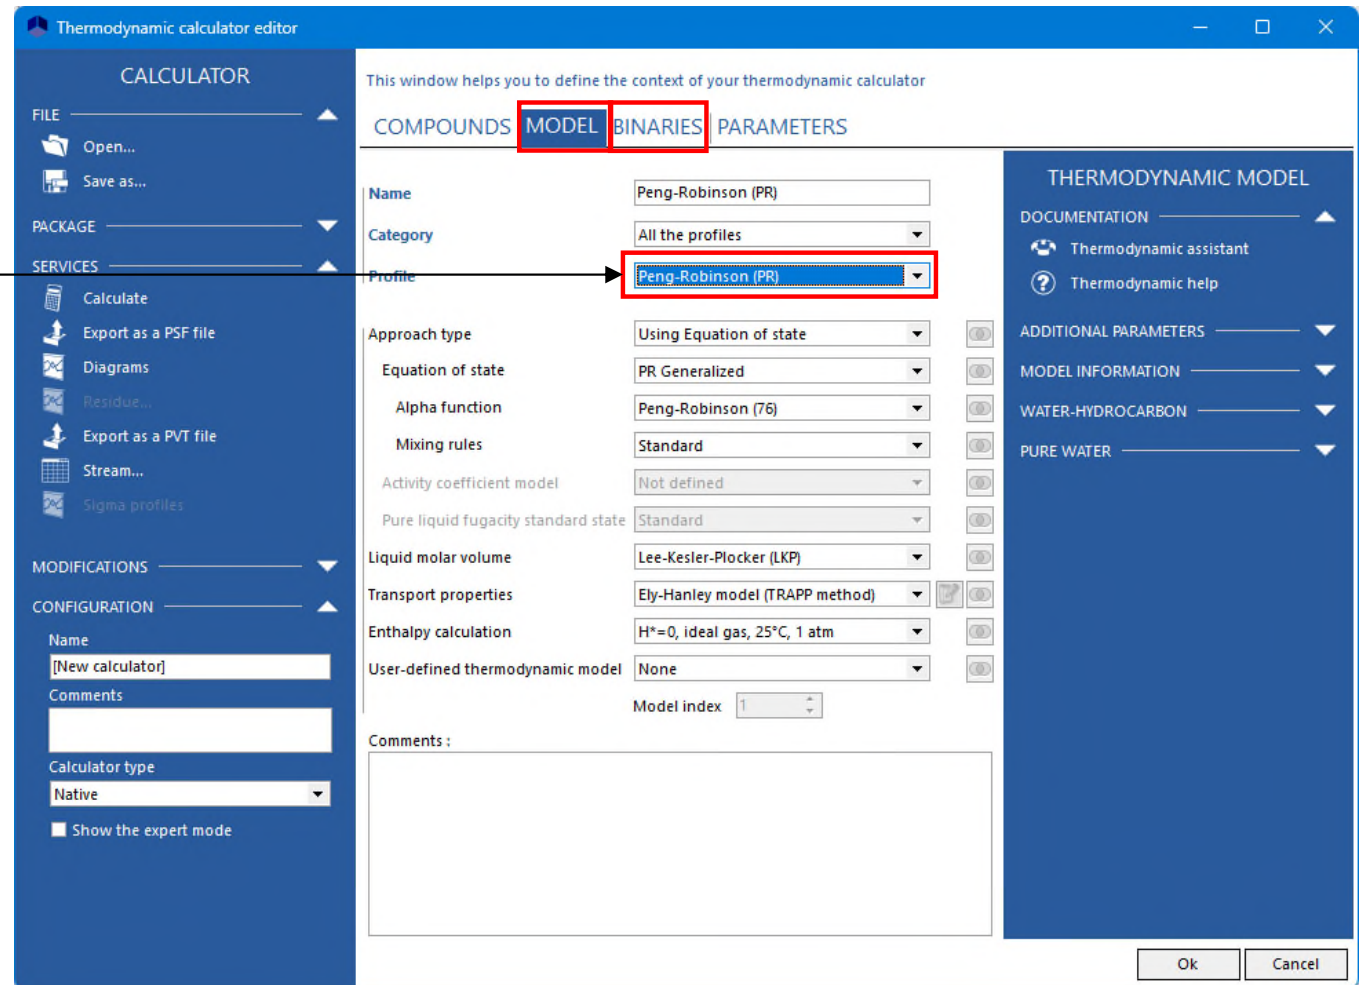 Thermodynamic calculator editor
CALCULATOR
FILE
Open...
Save as...
PACKAGE
SERVICES
Calculate
Export as a PSF file
Diagrams
Residue...
Export as a PVT file
Stream...
Sigma profiles
MODIFICATIONS
CONFIGURATION
Name
[New calculator]
Comments
Calculator type
Native
Show the expert mode
This window helps you to define the context of your thermodynamic calculator
COMPOUNDS MODEL BINARIES PARAMETERS
Name Peng-Robinson (PR)
Category All the profiles
Profile Peng-Robinson (PR)
Approach type Using Equation of state
Equation of state PR Generalized
Alpha function Peng-Robinson (76)
Mixing rules Standard
Activity coefficient model Not defined
Pure liquid fugacity standard state Standard
Liquid molar volume Lee-Kesler-Plocker (LKP)
Transport properties Ely-Hanley model (TRAPP method)
Enthalpy calculation H*=0, ideal gas, 25°C, 1 atm
User-defined thermodynamic model None
Model index 1
Comments :
THERMODYNAMIC MODEL
DOCUMENTATION
Thermodynamic assistant
Thermodynamic help
ADDITIONAL PARAMETERS
MODEL INFORMATION
WATER-HYDROCARBON
PURE WATER
Ok Cancel